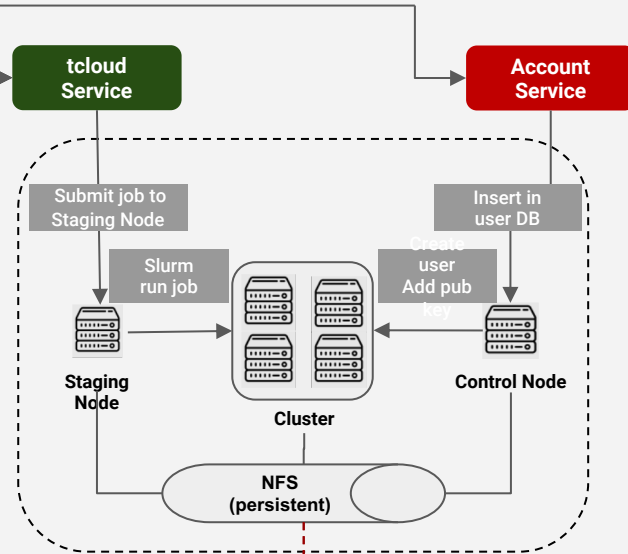 tcloud
Service
Account
Service
Submit job to
Staging Node
Insert in
user DB
Slurm
run job
Create
user
Add pub
key
Staging
Node
Cluster
Control Node
NFS
(persistent)